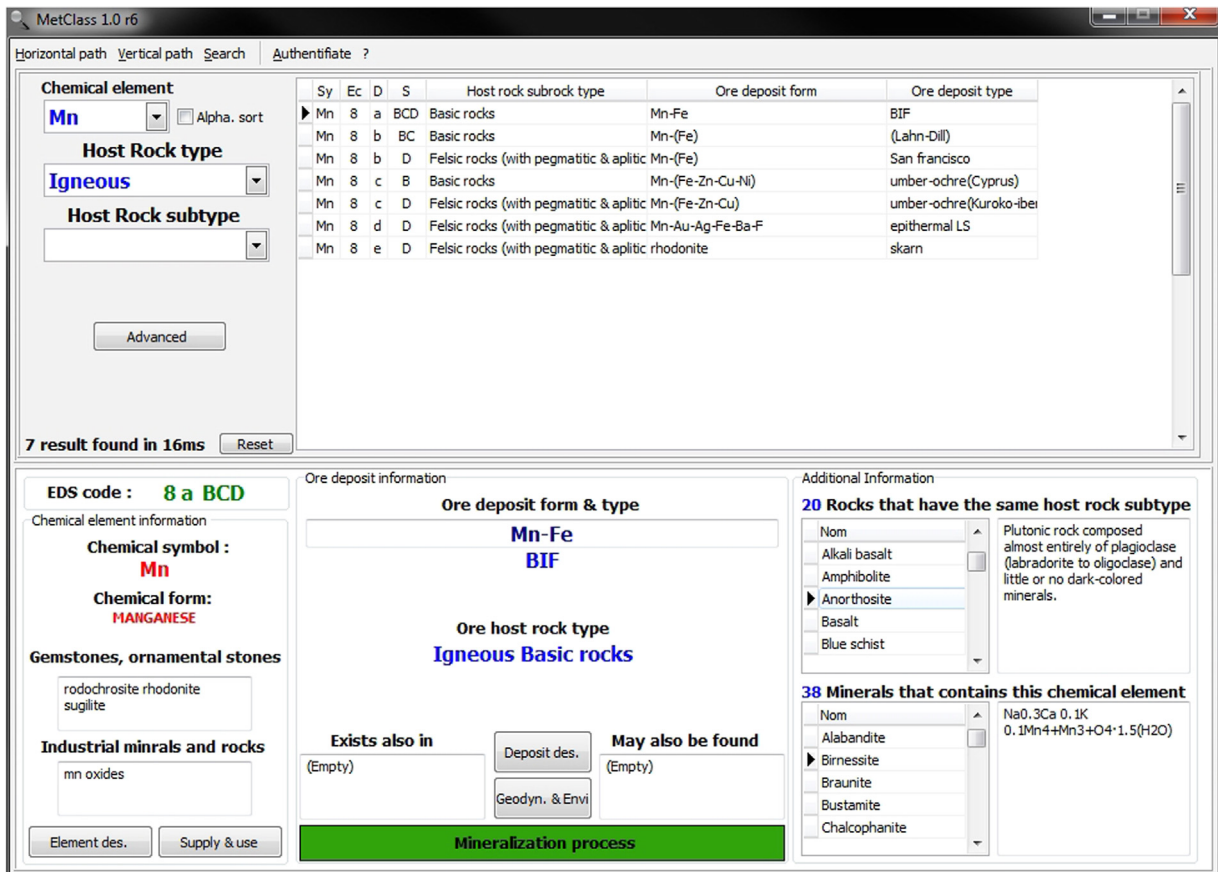 MetClass 1.0 r6
Horizontal path Vertical path Search Authentifiate ?
Chemical element
Mn Alpha. sort
Host Rock type
Igneous
Host Rock subtype
Advanced
7 result found in 16ms Reset
Sy Ec D S Host rock subrock type Ore deposit form Ore deposit type
Mn 8 a BCD Basic rocks Mn-Fe BIF
Mn 8 b BC Basic rocks Mn-(Fe) (Lahn-Dill)
Mn 8 b D Felsic rocks (with pegmatitic & aplitic Mn-(Fe) San francisco
Mn 8 c B Basic rocks Mn-(Fe-Zn-Cu-Ni) umber-ochre(Cyprus)
Mn 8 c D Felsic rocks (with pegmatitic & aplitic Mn-(Fe-Zn-Cu) umber-ochre(Kuroko-iber
Mn 8 d D Felsic rocks (with pegmatitic & aplitic Mn-Au-Ag-Fe-Ba-F epithermal LS
Mn 8 e D Felsic rocks (with pegmatitic & aplitic rhodonite skarn
EDS code : 8 a BCD
Chemical element information
Chemical symbol :
Mn
Chemical form:
MANGANESE
Gemstones, ornamental stones
rodochrosite rhodonite
sugilite
Industrial minrals and rocks
mn oxides
Element des. Supply & use
Ore deposit information
Ore deposit form & type
Mn-Fe
BIF
Ore host rock type
Igneous Basic rocks
Exists also in
(Empty)
Deposit des.
Geodyn. & Envi
May also be found
(Empty)
Mineralization process
Additional Information
20 Rocks that have the same host rock subtype
Nom
Alkali basalt
Amphibolite
Anorthosite
Basalt
Blue schist
Plutonic rock composed
almost entirely of plagioclase
(labradorite to oligoclase) and
little or no dark-colored
minerals.
38 Minerals that contains this chemical element
Nom
Alabandite
Birnessite
Braunite
Bustamite
Chalcophanite
Na0.3Ca 0.1K
0.1Mn4+Mn3+O4·1.5(H2O)